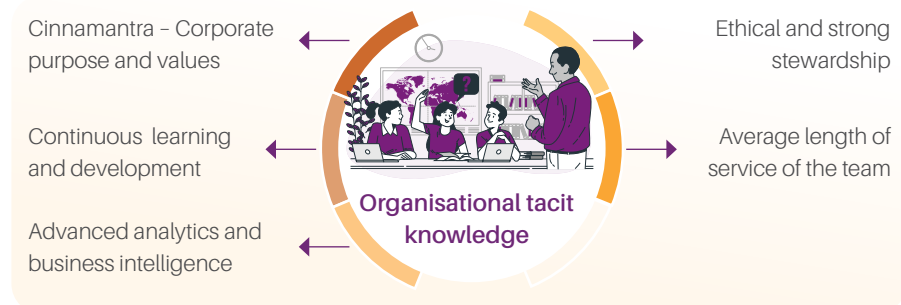 Cinnamantra – Corporate
purpose and values
Continuous learning
and development
Advanced analytics and
business intelligence
?
Organisational tacit
knowledge
Ethical and strong
stewardship
Average length of
service of the team